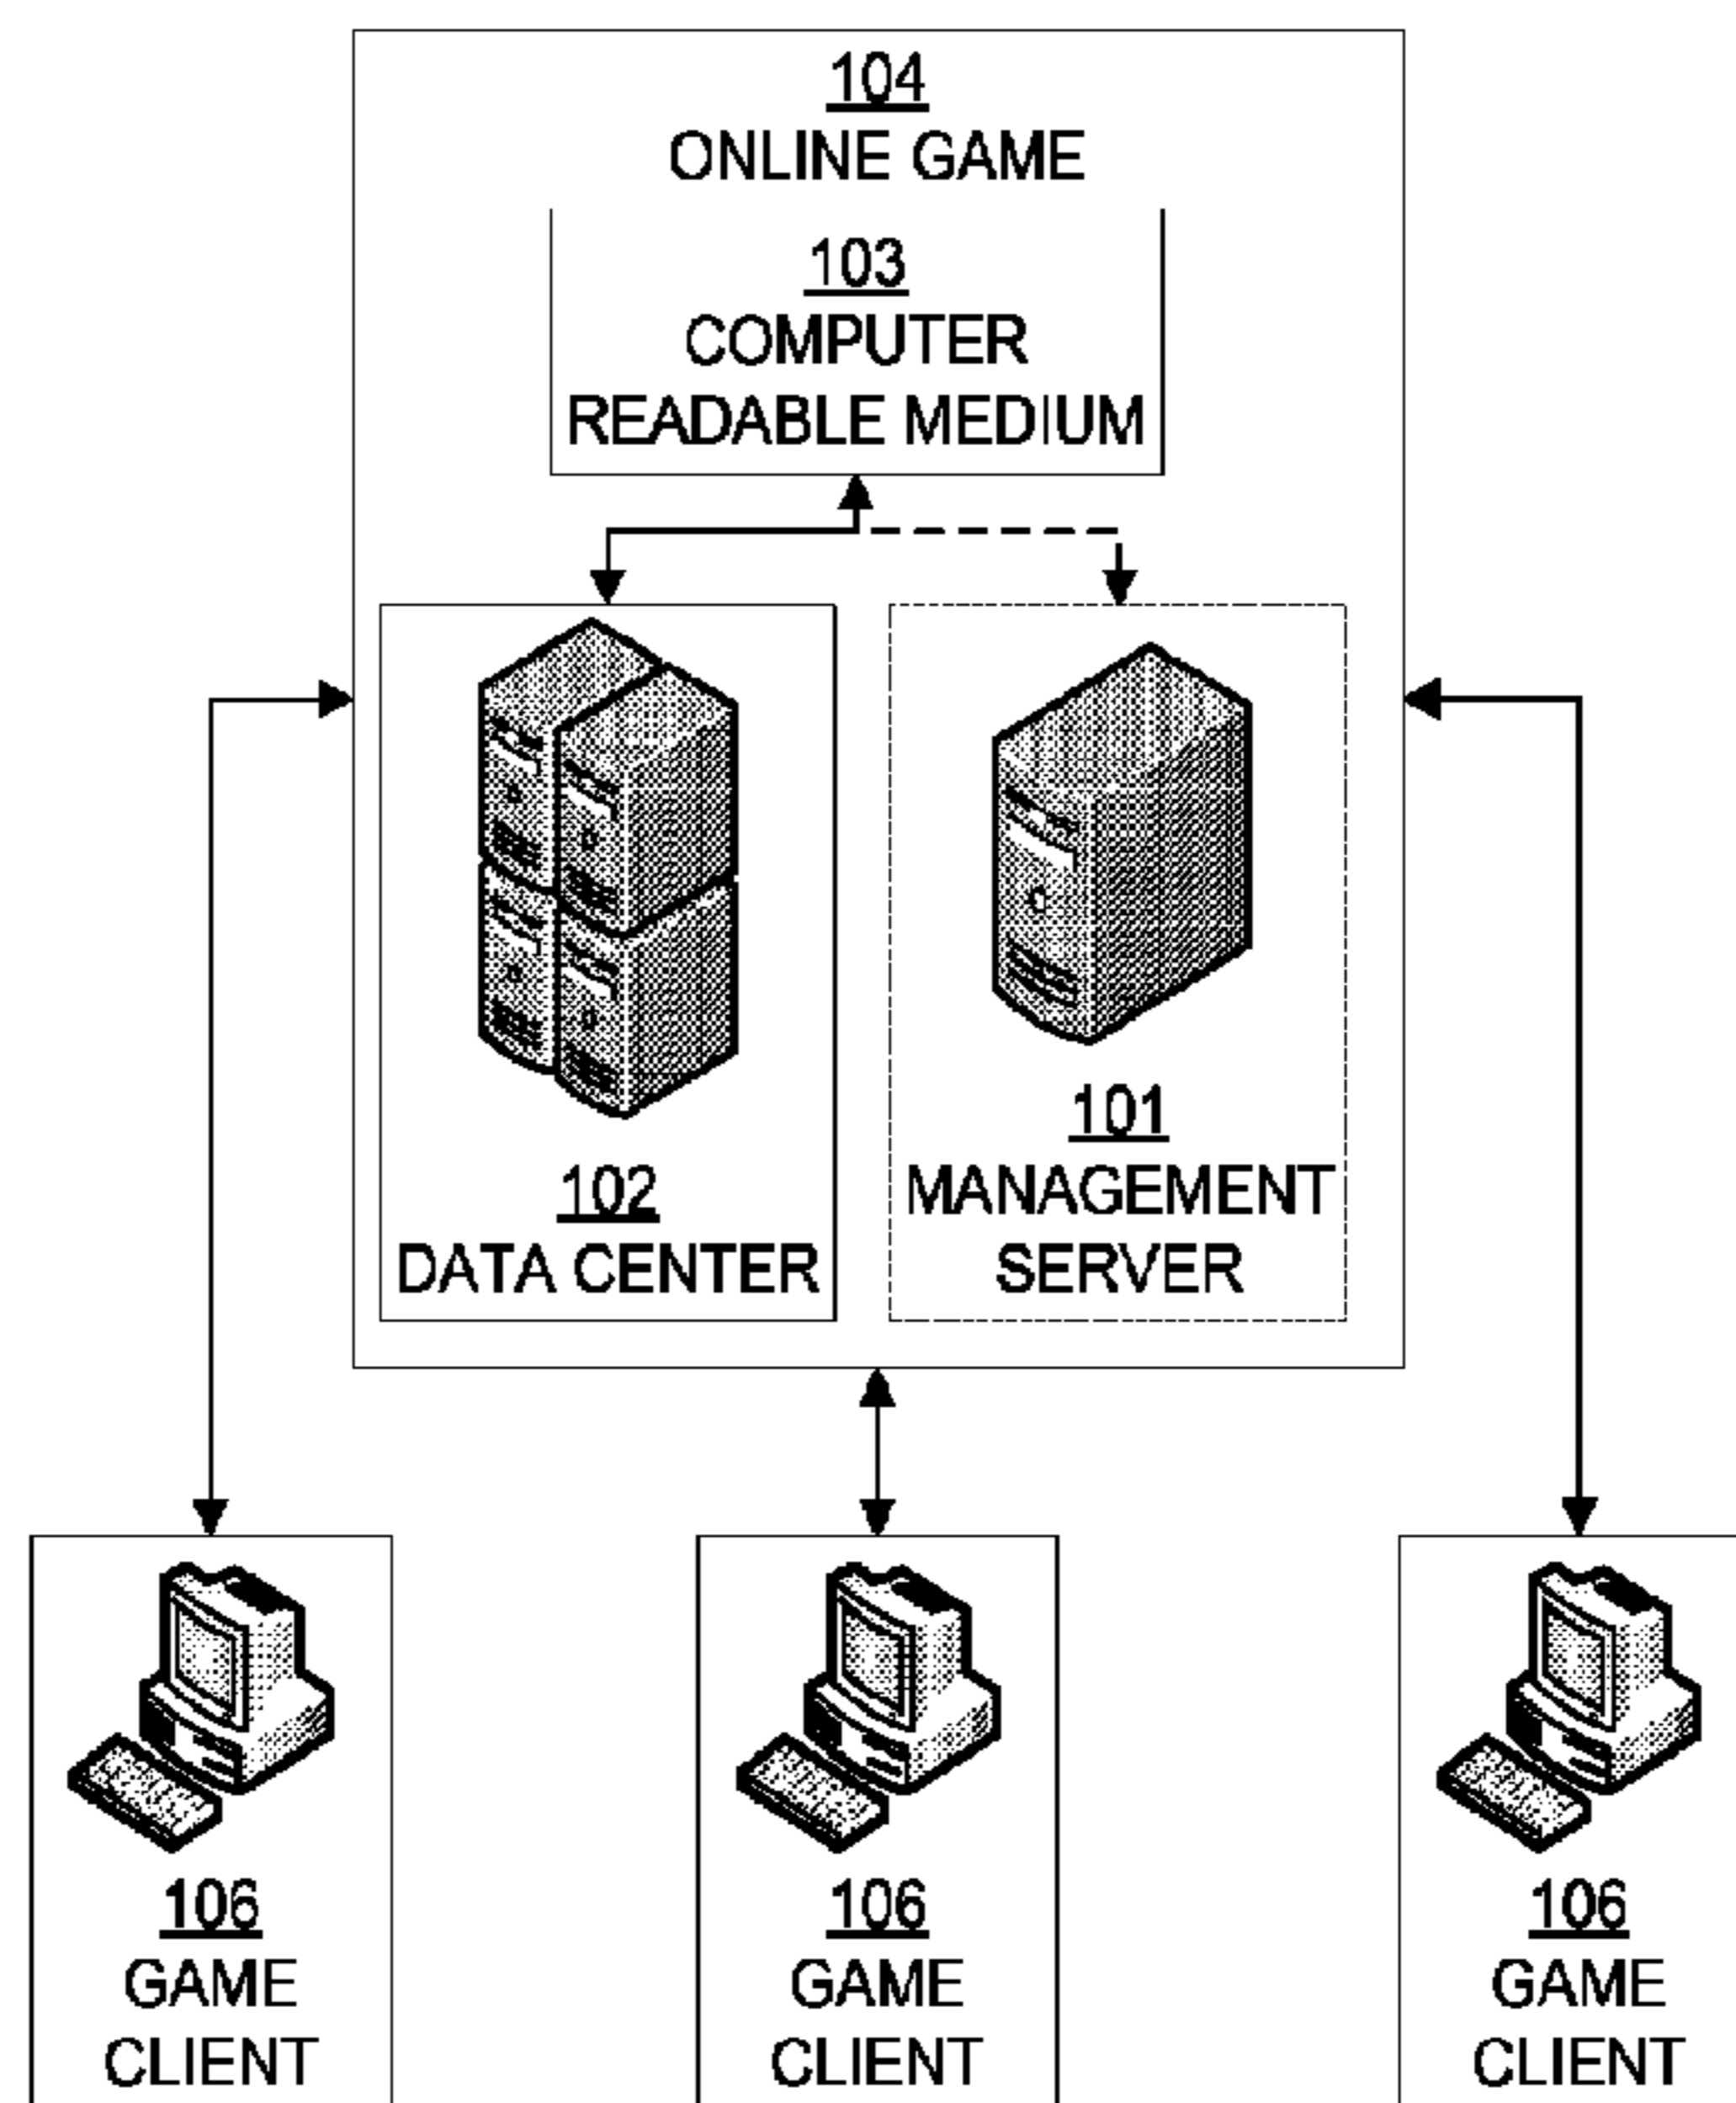 104
ONLINE GAME
103
COMPUTER
READABLE MEDIUM
101
MANAGEMENT
SERVER
102
DATA CENTER
106
GAME
CLIENT
106
GAME
CLIENT
106
GAME
CLIENT